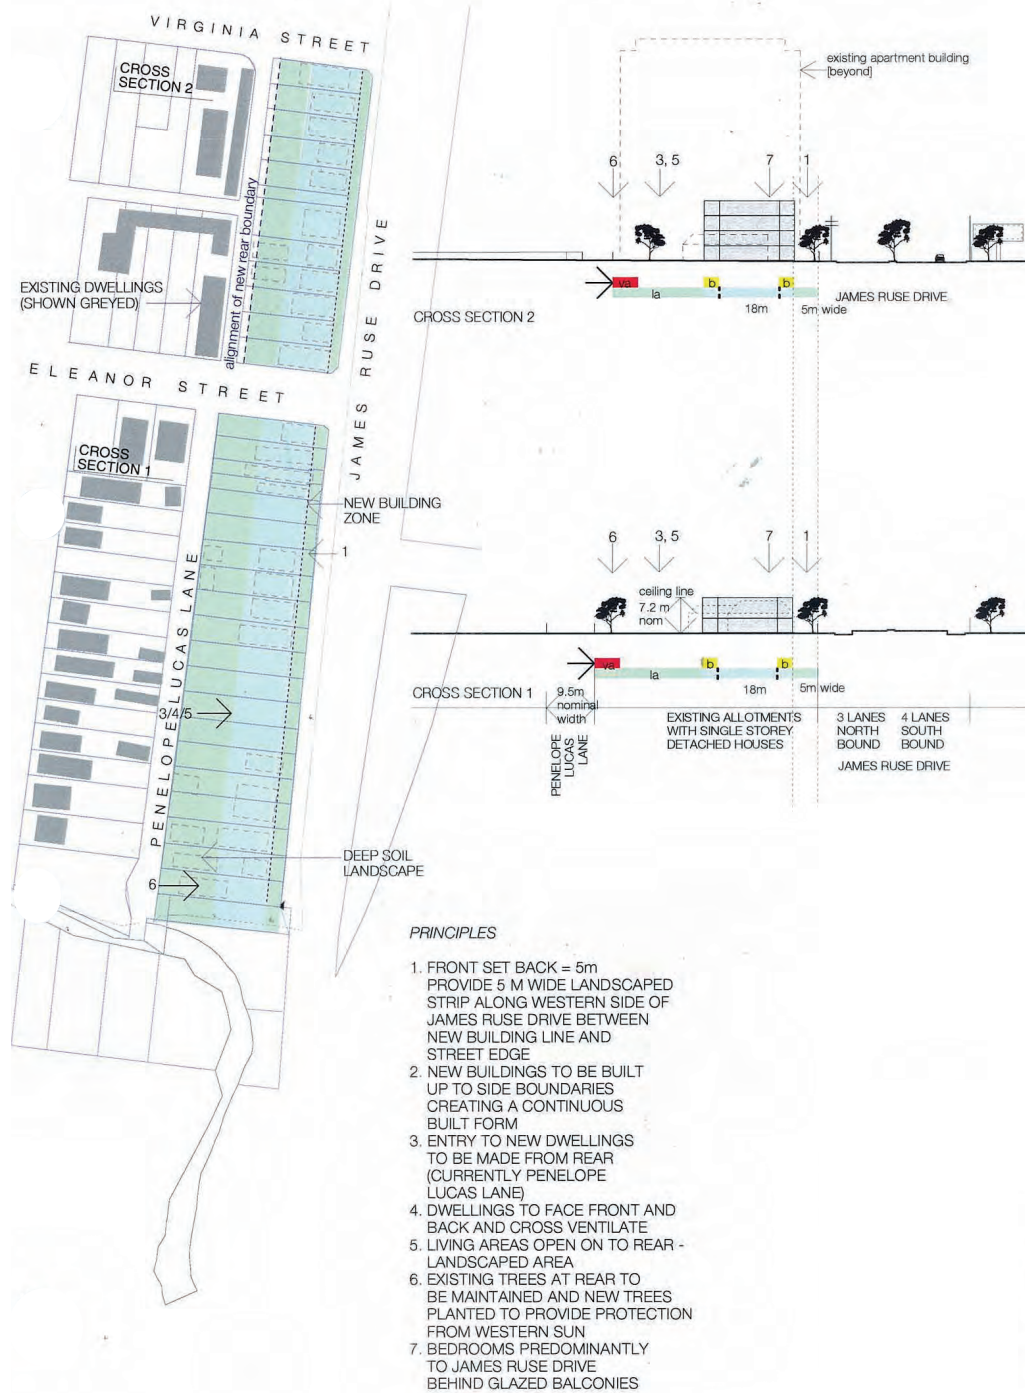 VIRGINIA STREET
CROSS
SECTION 2
alignment of new rear boundary
JAMES RUSE DRIVE
EXISTING DWELLINGS
(SHOWN GREYED)
ELEANOR STREET
CROSS
SECTION 1
NEW BUILDING
ZONE
1
PENELOPE LUCAS LANE
3/4/5
DEEP SOIL
LANDSCAPE
6
existing apartment building
[beyond]
6
3, 5
7
1
va
b
b
la
18m
5m wide
JAMES RUSE DRIVE
CROSS SECTION 2
6
3, 5
7
1
ceiling line
7.2 m
nom
va
b
b
la
18m
5m wide
CROSS SECTION 1
9.5m
nominal
width
PENELOPE
LUCAS
LANE
EXISTING ALLOTMENTS
WITH SINGLE STOREY
DETACHED HOUSES
3 LANES
NORTH
BOUND
4 LANES
SOUTH
BOUND
JAMES RUSE DRIVE
PRINCIPLES
1. FRONT SET BACK = 5m
PROVIDE 5 M WIDE LANDSCAPED
STRIP ALONG WESTERN SIDE OF
JAMES RUSE DRIVE BETWEEN
NEW BUILDING LINE AND
STREET EDGE
2. NEW BUILDINGS TO BE BUILT
UP TO SIDE BOUNDARIES
CREATING A CONTINUOUS
BUILT FORM
3. ENTRY TO NEW DWELLINGS
TO BE MADE FROM REAR
(CURRENTLY PENELOPE
LUCAS LANE)
4. DWELLINGS TO FACE FRONT AND
BACK AND CROSS VENTILATE
5. LIVING AREAS OPEN ON TO REAR -
LANDSCAPED AREA
6. EXISTING TREES AT REAR TO
BE MAINTAINED AND NEW TREES
PLANTED TO PROVIDE PROTECTION
FROM WESTERN SUN
7. BEDROOMS PREDOMINANTLY
TO JAMES RUSE DRIVE
BEHIND GLAZED BALCONIES